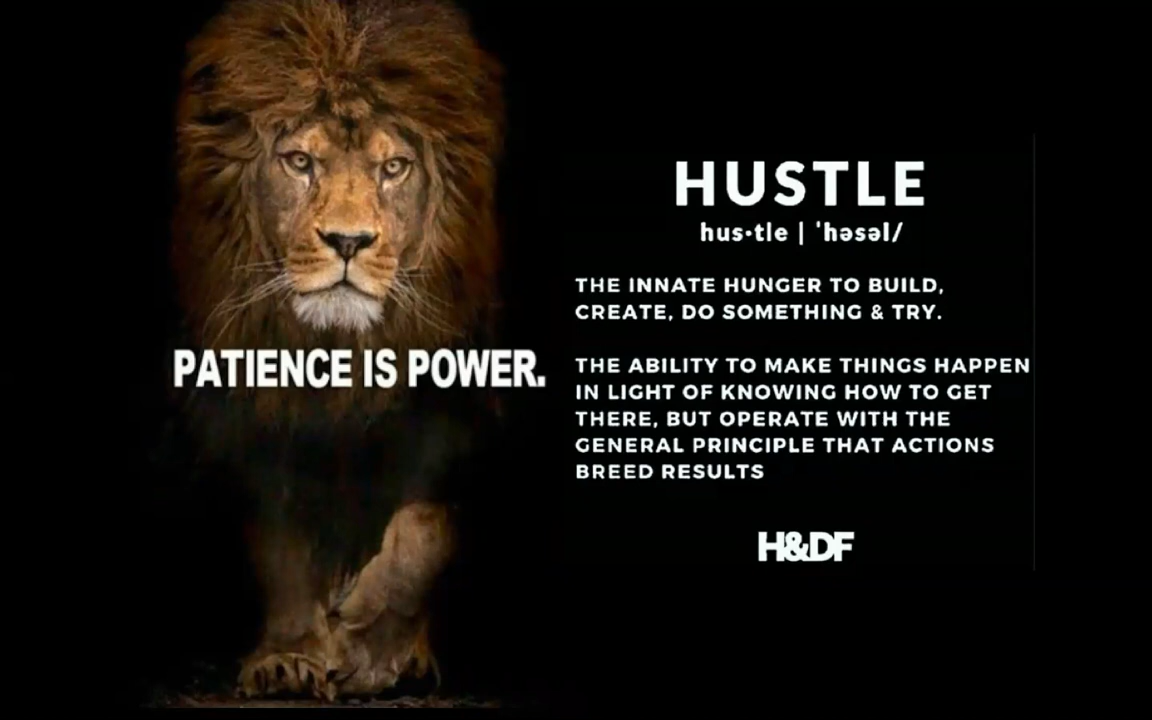 PATIENCE IS POWER.
HUSTLE
hus·tle | ˈhəsəl/
THE INNATE HUNGER TO BUILD,
CREATE, DO SOMETHING & TRY.
THE ABILITY TO MAKE THINGS HAPPEN
IN LIGHT OF KNOWING HOW TO GET
THERE, BUT OPERATE WITH THE
GENERAL PRINCIPLE THAT ACTIONS
BREED RESULTS
H&DF